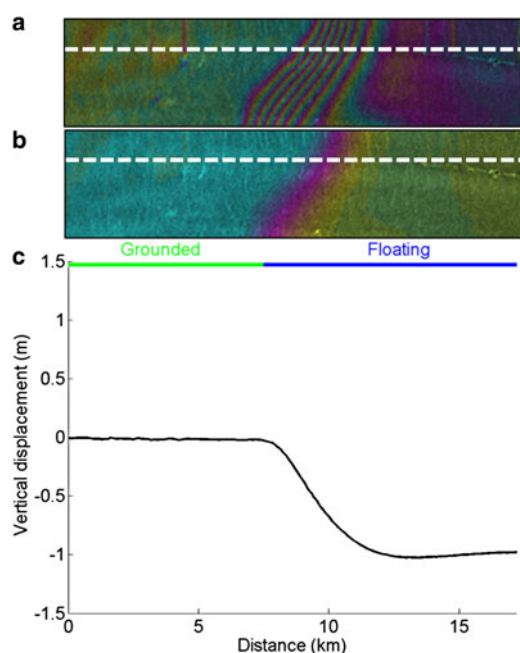 a
b
c
Grounded Floating
1.5
1
0.5
0
-0.5
-1
-1.5
Vertical displacement (m)
0 5 10 15
Distance (km)